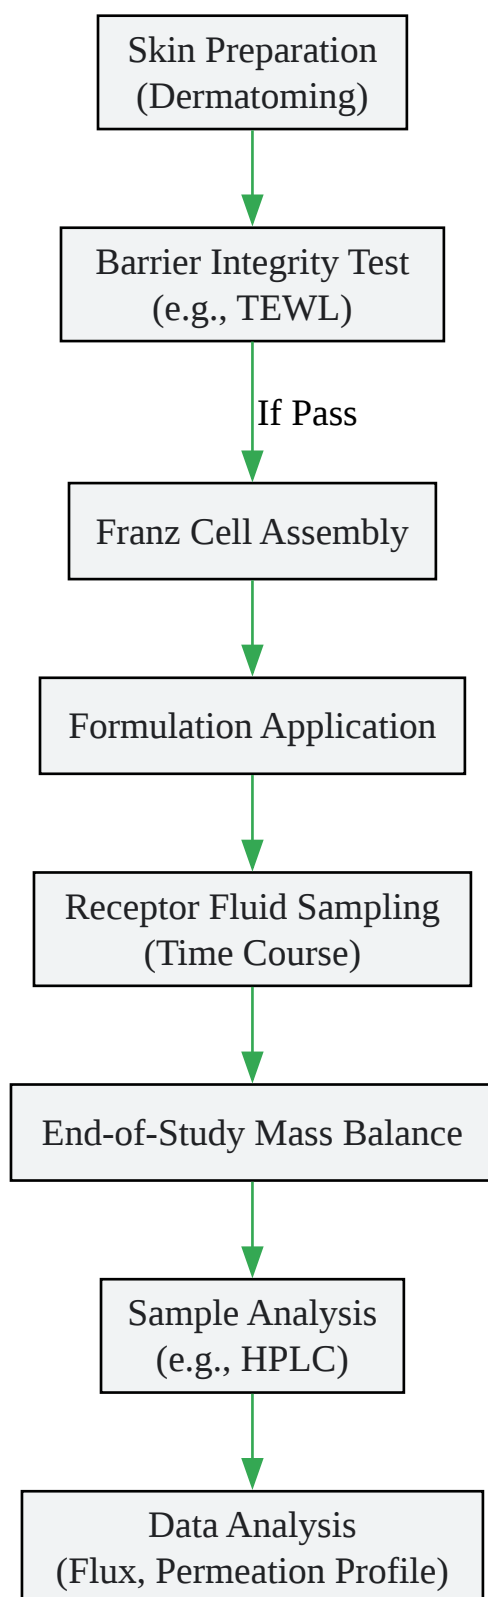 Skin Preparation
(Dermatoming)
Barrier Integrity Test
(e.g., TEWL)
If Pass
Franz Cell Assembly
Formulation Application
Receptor Fluid Sampling
(Time Course)
End-of-Study Mass Balance
Sample Analysis
(e.g., HPLC)
Data Analysis
(Flux, Permeation Profile)